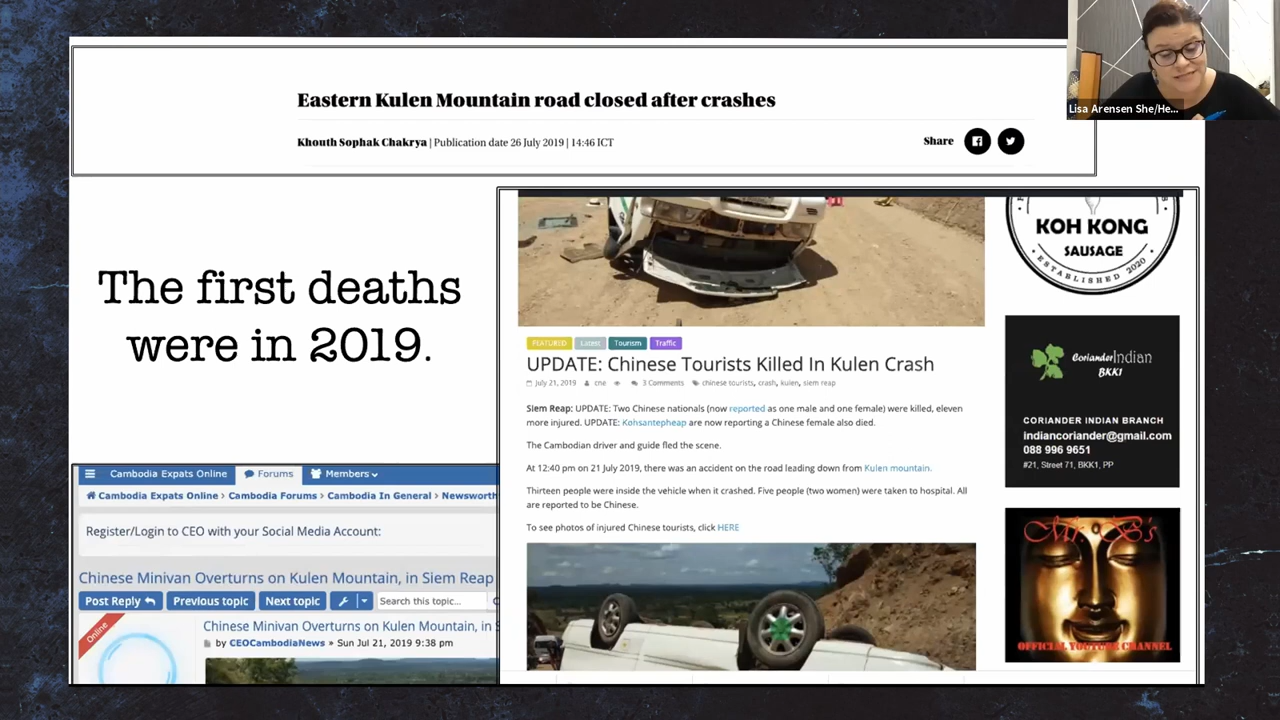 Lisa Arensen She/He...
Eastern Kulen Mountain road closed after crashes
Khouth Sophak Chakrya | Publication date 26 July 2019 | 14:46 ICT
Share
The first deaths
were in 2019.
KOH KONG
SAUSAGE
ESTABLISHED 2020
FEATURED Latest Tourism Traffic
UPDATE: Chinese Tourists Killed In Kulen Crash
July 21, 2019 cne 3 Comments chinese tourists, crash, kulen, siem reap
Siem Reap: UPDATE: Two Chinese nationals (now reported as one male and one female) were killed, eleven
more injured. UPDATE: Kohsantepheap are now reporting a Chinese female also died.
The Cambodian driver and guide fled the scene.
At 12:40 pm on 21 July 2019, there was an accident on the road leading down from Kulen mountain.
Thirteen people were inside the vehicle when it crashed. Five people (two women) were taken to hospital. All
are reported to be Chinese.
To see photos of injured Chinese tourists, click HERE
CorianderIndian
BKK1
CORIANDER INDIAN BRANCH
indiancoriander@gmail.com
088 996 9651
#21, Street 71, BKK1, PP
Mr. B's
OFFICIAL YOUTUBE CHANNEL
Cambodia Expats Online Forums Members
Cambodia Expats Online › Cambodia Forums › Cambodia In General › Newsworth
Register/Login to CEO with your Social Media Account:
Chinese Minivan Overturns on Kulen Mountain, in Siem Reap
Post Reply Previous topic Next topic Search this topic...
Online
Chinese Minivan Overturns on Kulen Mountain, in S
by CEOCambodiaNews » Sun Jul 21, 2019 9:38 pm